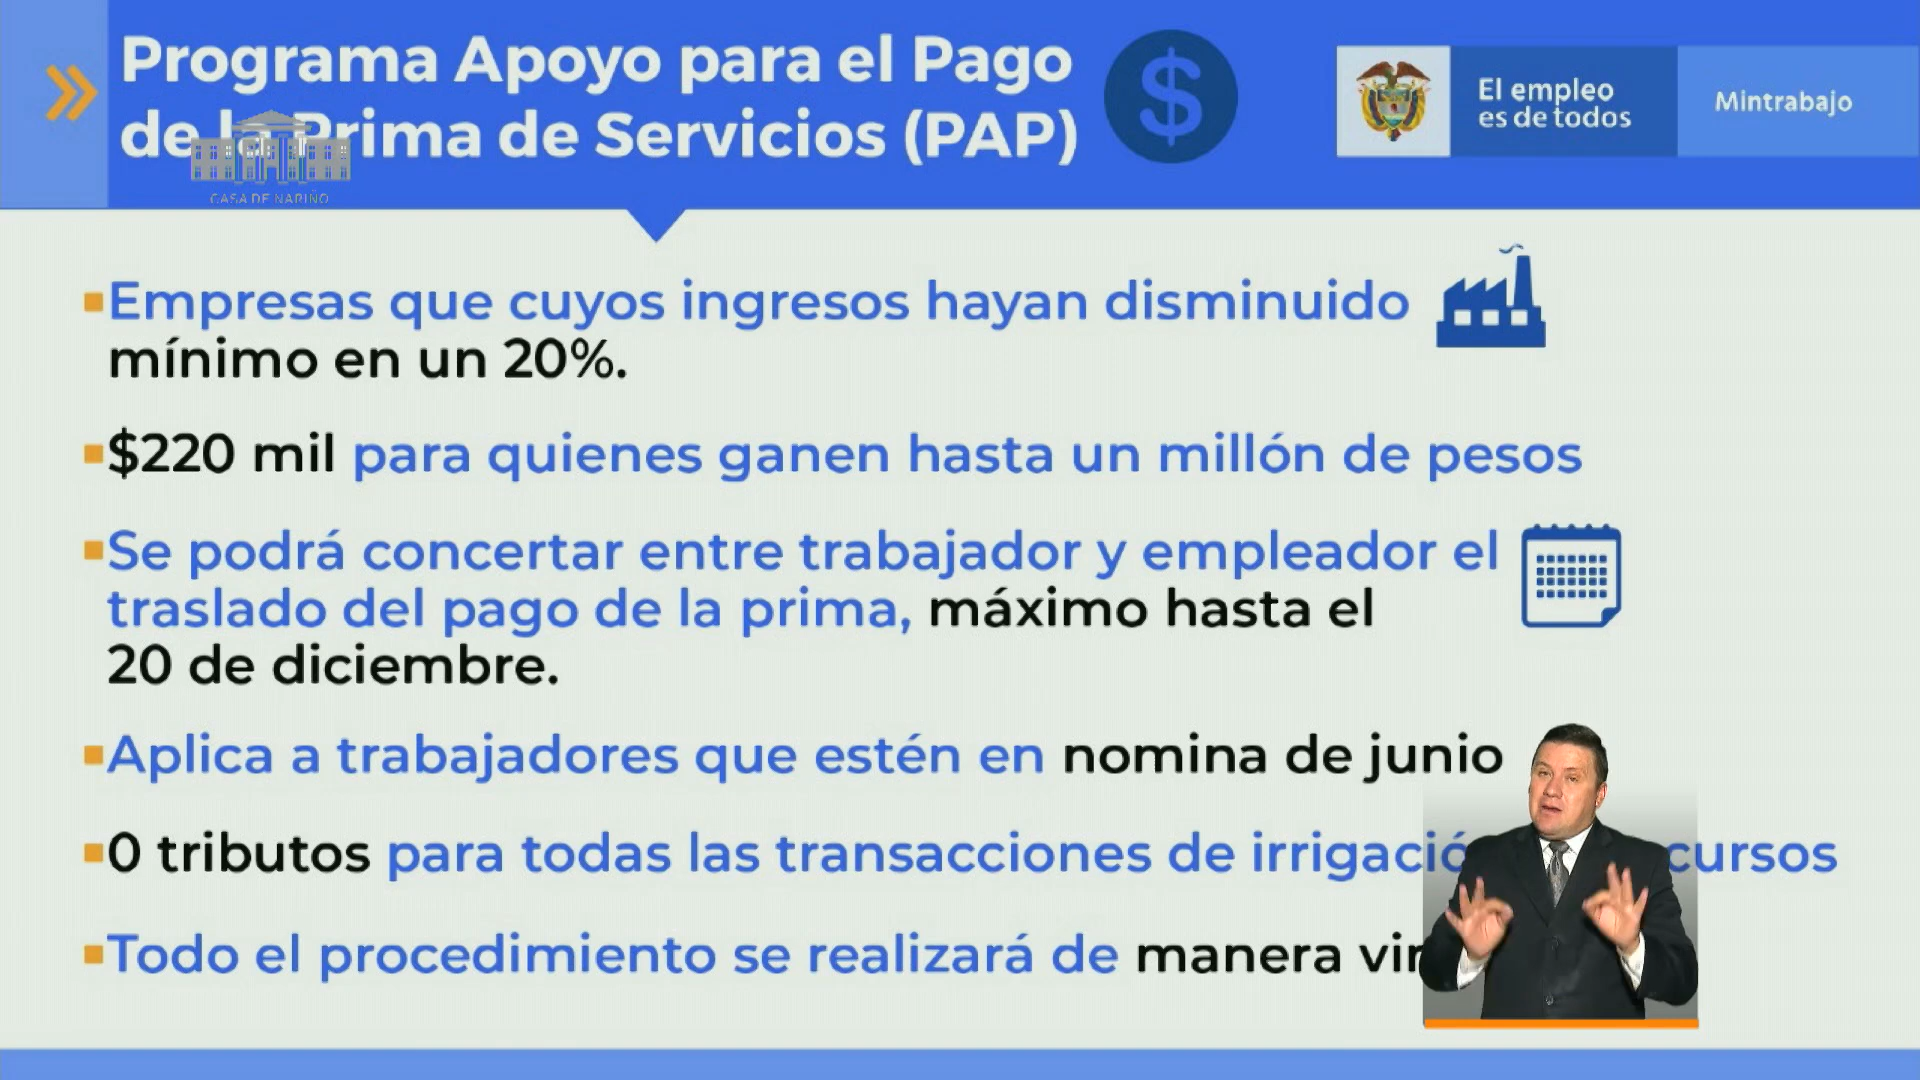 Programa Apoyo para el Pago
de la Prima de Servicios (PAP)
$
El empleo
es de todos
Mintrabajo
CASA DE NARIÑO
Empresas que cuyos ingresos hayan disminuido
mínimo en un 20%.
$220 mil para quienes ganen hasta un millón de pesos
Se podrá concertar entre trabajador y empleador el
traslado del pago de la prima, máximo hasta el
20 de diciembre.
Aplica a trabajadores que estén en nomina de junio
0 tributos para todas las transacciones de
Todo el procedimiento se realizará de manera